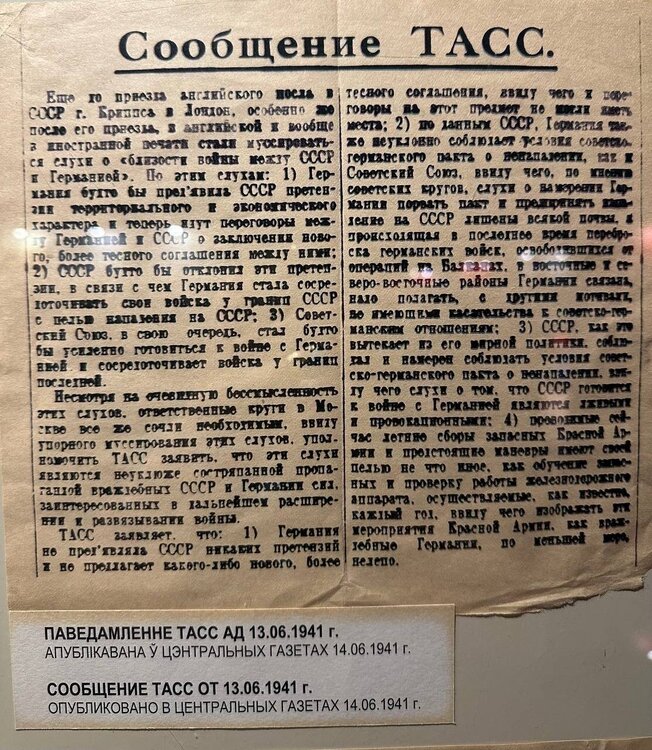 Сообщение ТАСС.
Еще до приезда английского посла в
СССР г. Криппса в Лондон, особенно же
после его приезда, в английской и вообще
в иностранной печати стали муссировать-
ся слухи о «близости войны между СССР
и Германией». По этим слухам: 1) Гер-
мания будто бы пред'явила СССР претен-
зии территориального и экономического
характера и теперь идут переговоры меж-
ду Германией и СССР о заключении ново-
го, более тесного соглашения между ними;
2) СССР будто бы отклонил эти претен-
зии, в связи с чем Германия стала сосре-
доточивать свои войска у границ СССР
с целью нападения на СССР; 3) Совет-
ский Союз, в свою очередь, стал будто
бы усиленно готовиться к войне с Герма-
нией и сосредоточивает войска у границ
последней.
Несмотря на очевидную бессмысленность
этих слухов, ответственные круги в Мо-
скве все же сочли необходимым, ввиду
упорного муссирования этих слухов, упол-
номочить ТАСС заявить, что эти слухи
являются неуклюже состряпанной пропа-
гандой враждебных СССР и Германии сил,
заинтересованных в дальнейшем расшире-
нии и развязывании войны.
ТАСС заявляет, что: 1) Германия
не пред'являла СССР никаких претензий
и не предлагает какого-либо нового, более
тесного соглашения, ввиду чего и пере-
говоры на этот предмет не могли иметь
места; 2) по данным СССР, Германия так-
же неуклонно соблюдает условия советско-
германского пакта о ненападении, как и
Советский Союз, ввиду чего, по мнению
советских кругов, слухи о намерении Гер-
мании порвать пакт и предпринять напа-
дение на СССР лишены всякой почвы, а
происходящая в последнее время переброс-
ка германских войск, освободившихся от
операций на Балканах, в восточные и се-
веро-восточные районы Германии связана,
надо полагать, с другими мотивами,
не имеющими касательства к советско-гер-
манским отношениям; 3) СССР, как это
вытекает из его мирной политики, соблю-
дал и намерен соблюдать условия совет-
ско-германского пакта о ненападении, вви-
ду чего слухи о том, что СССР готовится
к войне с Германией являются лживыми
и провокационными; 4) проводимые сей-
час летние сборы запасных Красной Ар-
мии и предстоящие маневры имеют своей
целью не что иное, как обучение запас-
ных и проверку работы железнодорожного
аппарата, осуществляемые, как известно,
каждый год, ввиду чего изображать эти
мероприятия Красной Армии, как враж-
дебные Германии, по меньшей мере,
нелепо.
ПАВЕДАМЛЕННЕ ТАСС АД 13.06.1941 г.
АПУБЛІКАВАНА Ў ЦЭНТРАЛЬНЫХ ГАЗЕТАХ 14.06.1941 г.
СООБЩЕНИЕ ТАСС ОТ 13.06.1941 г.
ОПУБЛИКОВАНО В ЦЕНТРАЛЬНЫХ ГАЗЕТАХ 14.06.1941 г.